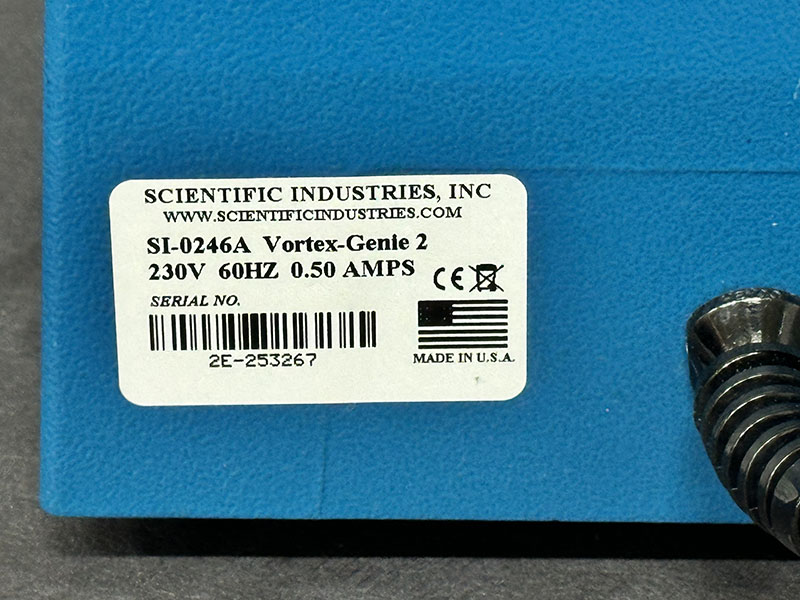 SCIENTIFIC INDUSTRIES, INC
WWW.SCIENTIFICINDUSTRIES.COM
SI-0246A Vortex-Genie 2
230V 60HZ 0.50 AMPS
CE
SERIAL NO.
2E-253267
MADE IN U.S.A.